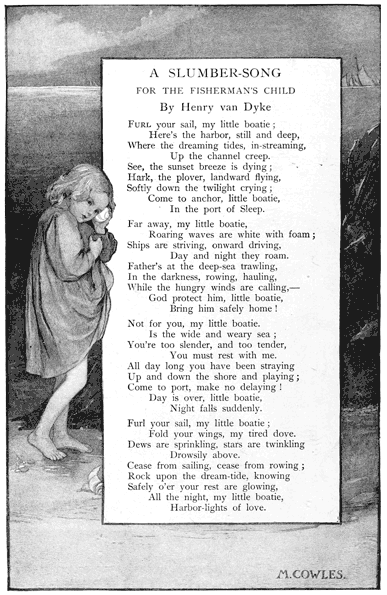 A SLUMBER-SONG
FOR THE FISHERMAN'S CHILD
By Henry van Dyke
FURL your sail, my little boatie;
Here's the harbor, still and deep,
Where the dreaming tides, in-streaming,
Up the channel creep.
See, the sunset breeze is dying;
Hark, the plover, landward flying,
Softly down the twilight crying;
Come to anchor, little boatie,
In the port of Sleep.
Far away, my little boatie,
Roaring waves are white with foam;
Ships are striving, onward driving,
Day and night they roam.
Father's at the deep-sea trawling,
In the darkness, rowing, hauling,
While the hungry winds are calling,—
God protect him, little boatie,
Bring him safely home!
Not for you, my little boatie.
Is the wide and weary sea;
You're too slender, and too tender,
You must rest with me.
All day long you have been straying
Up and down the shore and playing;
Come to port, make no delaying!
Day is over, little boatie,
Night falls suddenly.
Furl your sail, my little boatie;
Fold your wings, my tired dove.
Dews are sprinkling, stars are twinkling
Drowsily above.
Cease from sailing, cease from rowing;
Rock upon the dream-tide, knowing
Safely o'er your rest are glowing,
All the night, my little boatie,
Harbor-lights of love.
M. COWLES.